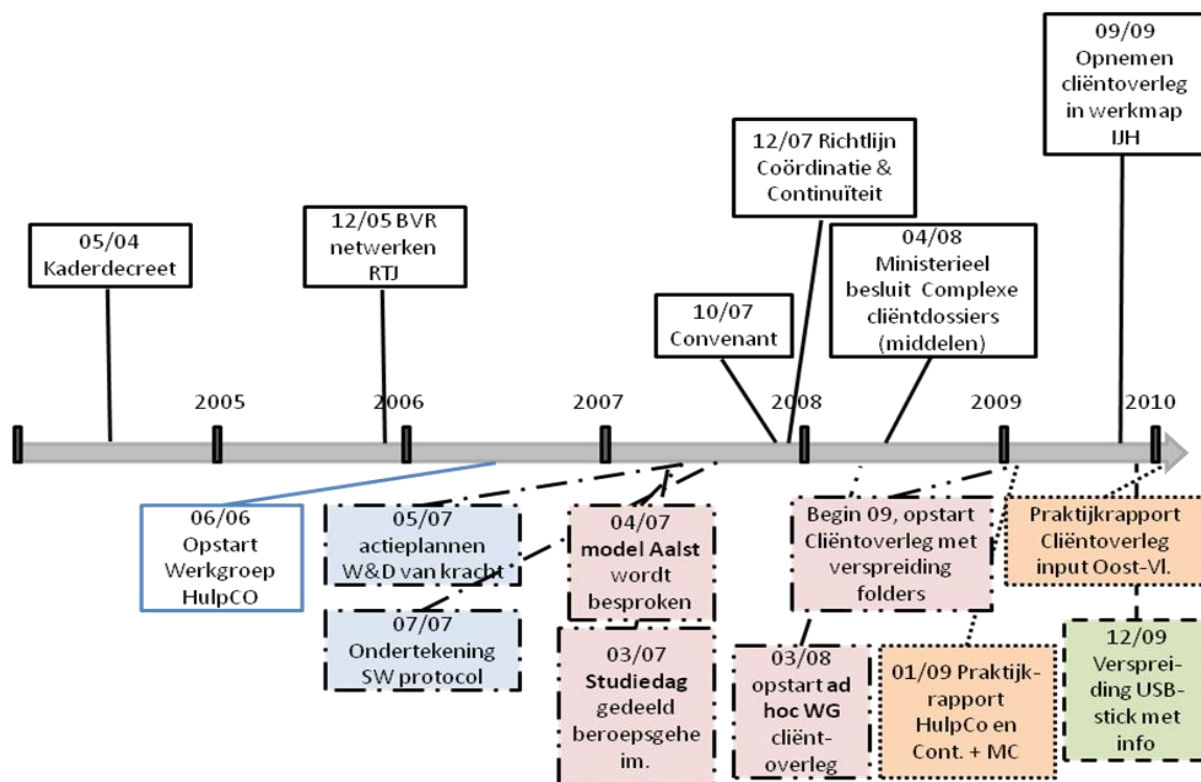 09/09
Opnemen
cliëntoverleg
in werkmap
IJH
12/07 Richtlijn
Coördinatie &
Continuïteit
05/04
Kaderdecreet
12/05 BVR
netwerken
RTJ
10/07
Convenant
04/08
Ministerieel
besluit Complexe
cliëntdossiers
(middelen)
2005
2006
2007
2008
2009
2010
06/06
Opstart
Werkgroep
HulpCO
05/07
actieplannen
W&D van kracht
07/07
Ondertekening
SW protocol
04/07
model Aalst
wordt
besproken
03/07
Studiedag
gedeeld
beroepsgehe
im.
Begin 09, opstart
Cliëntoverleg met
verspreiding
folders
03/08
opstart ad
hoc WG
cliënt-
overleg
01/09 Praktijk-
rapport
HulpCo en
Cont. + MC
Praktijkrapport
Cliëntoverleg
input Oost-Vl.
12/09
Versprei-
ding USB-
stick met
info